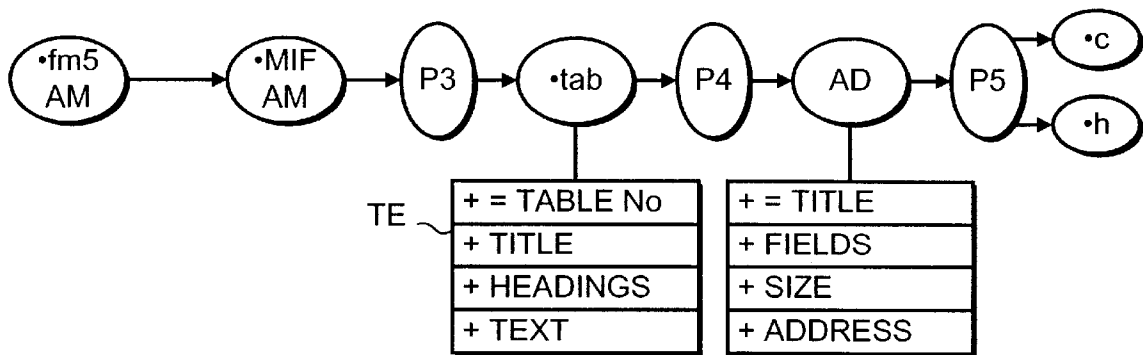 •fm5
AM
•MIF
AM
P3
•tab
P4
AD
P5
•c
•h
TE
+ = TABLE No
+ TITLE
+ HEADINGS
+ TEXT
+ = TITLE
+ FIELDS
+ SIZE
+ ADDRESS